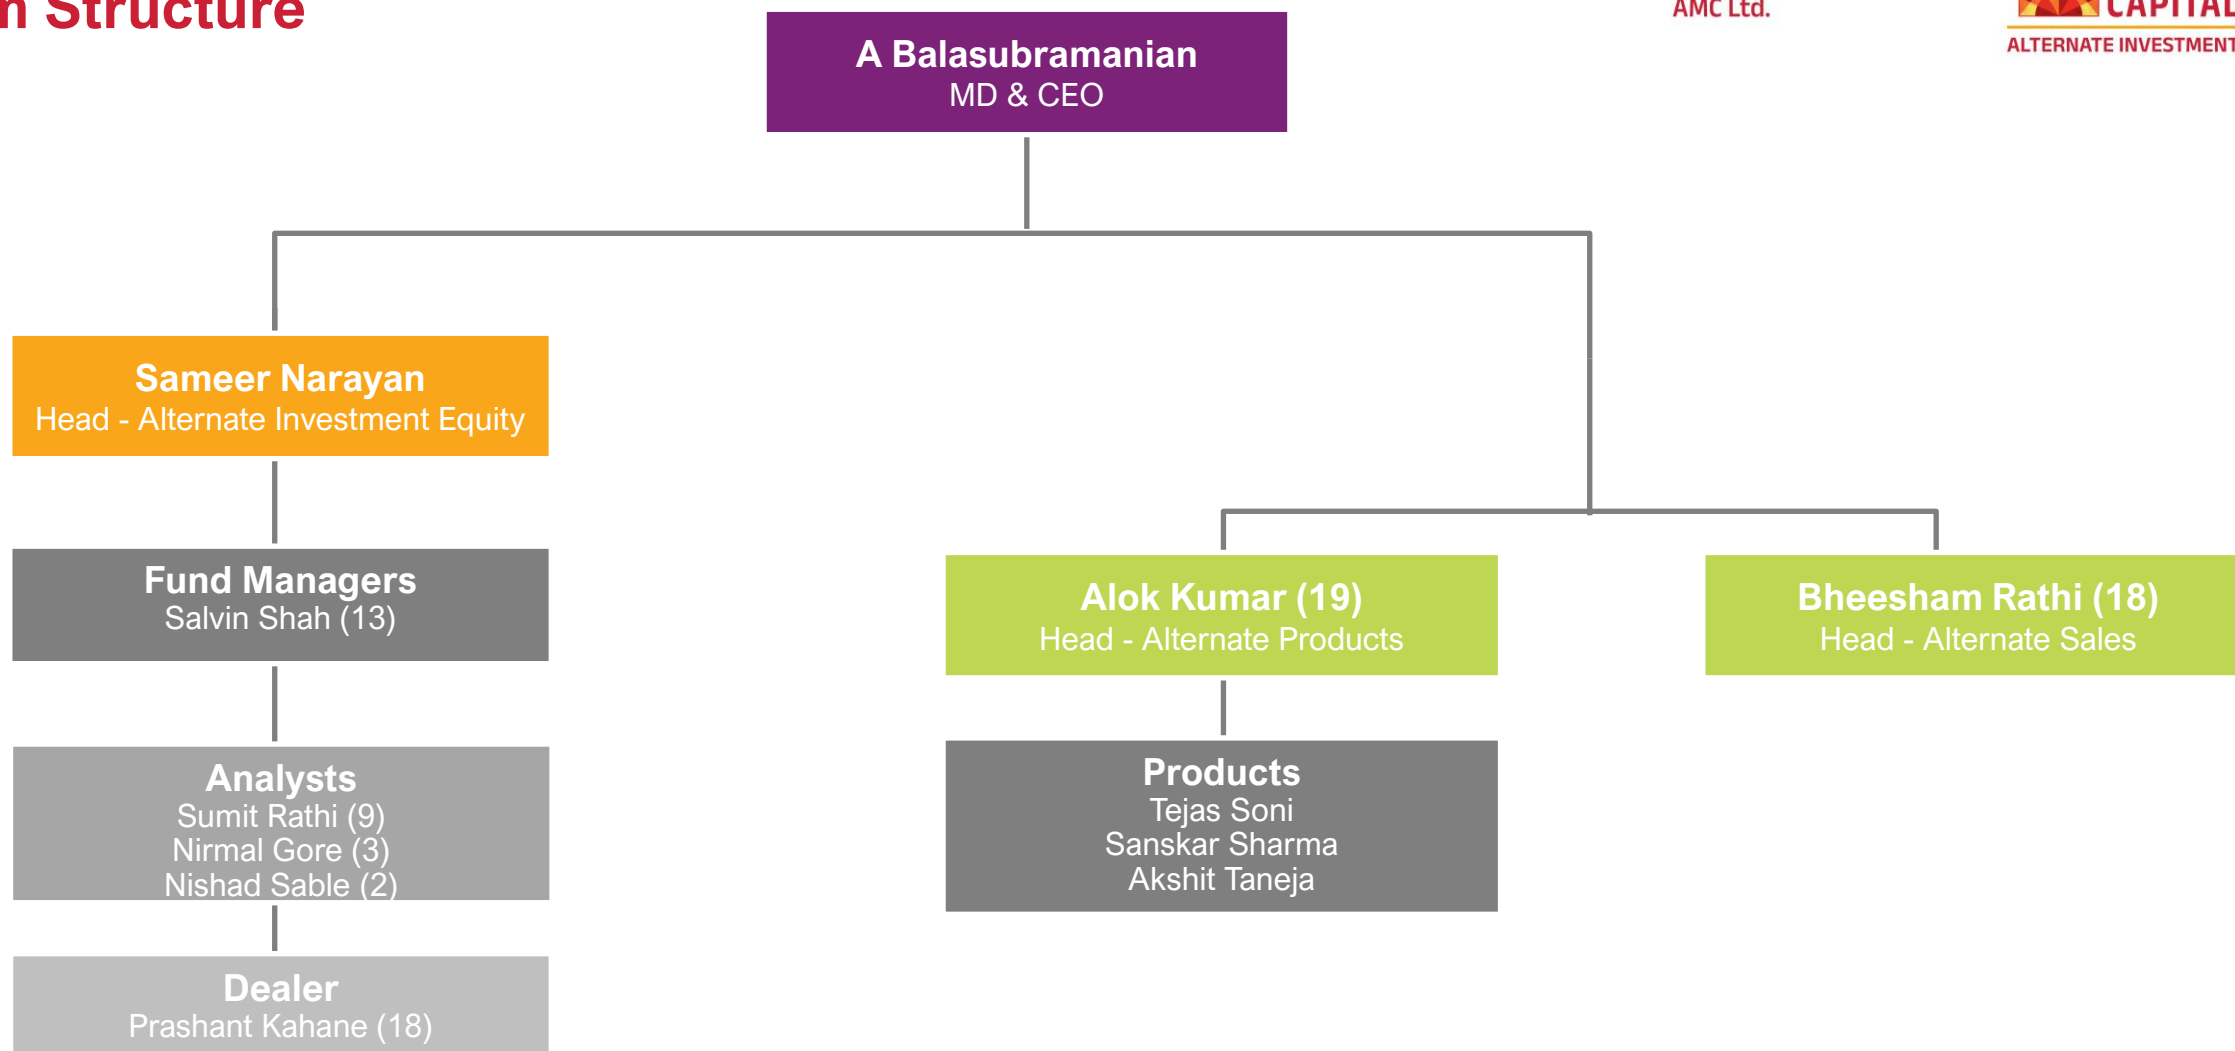 n Structure
AMC Ltd.
CAPITAL
ALTERNATE INVESTMENT
A Balasubramanian
MD & CEO
Sameer Narayan
Head - Alternate Investment Equity
Fund Managers
Salvin Shah (13)
Analysts
Sumit Rathi (9)
Nirmal Gore (3)
Nishad Sable (2)
Dealer
Prashant Kahane (18)
Alok Kumar (19)
Head - Alternate Products
Products
Tejas Soni
Sanskar Sharma
Akshit Taneja
Bheesham Rathi (18)
Head - Alternate Sales